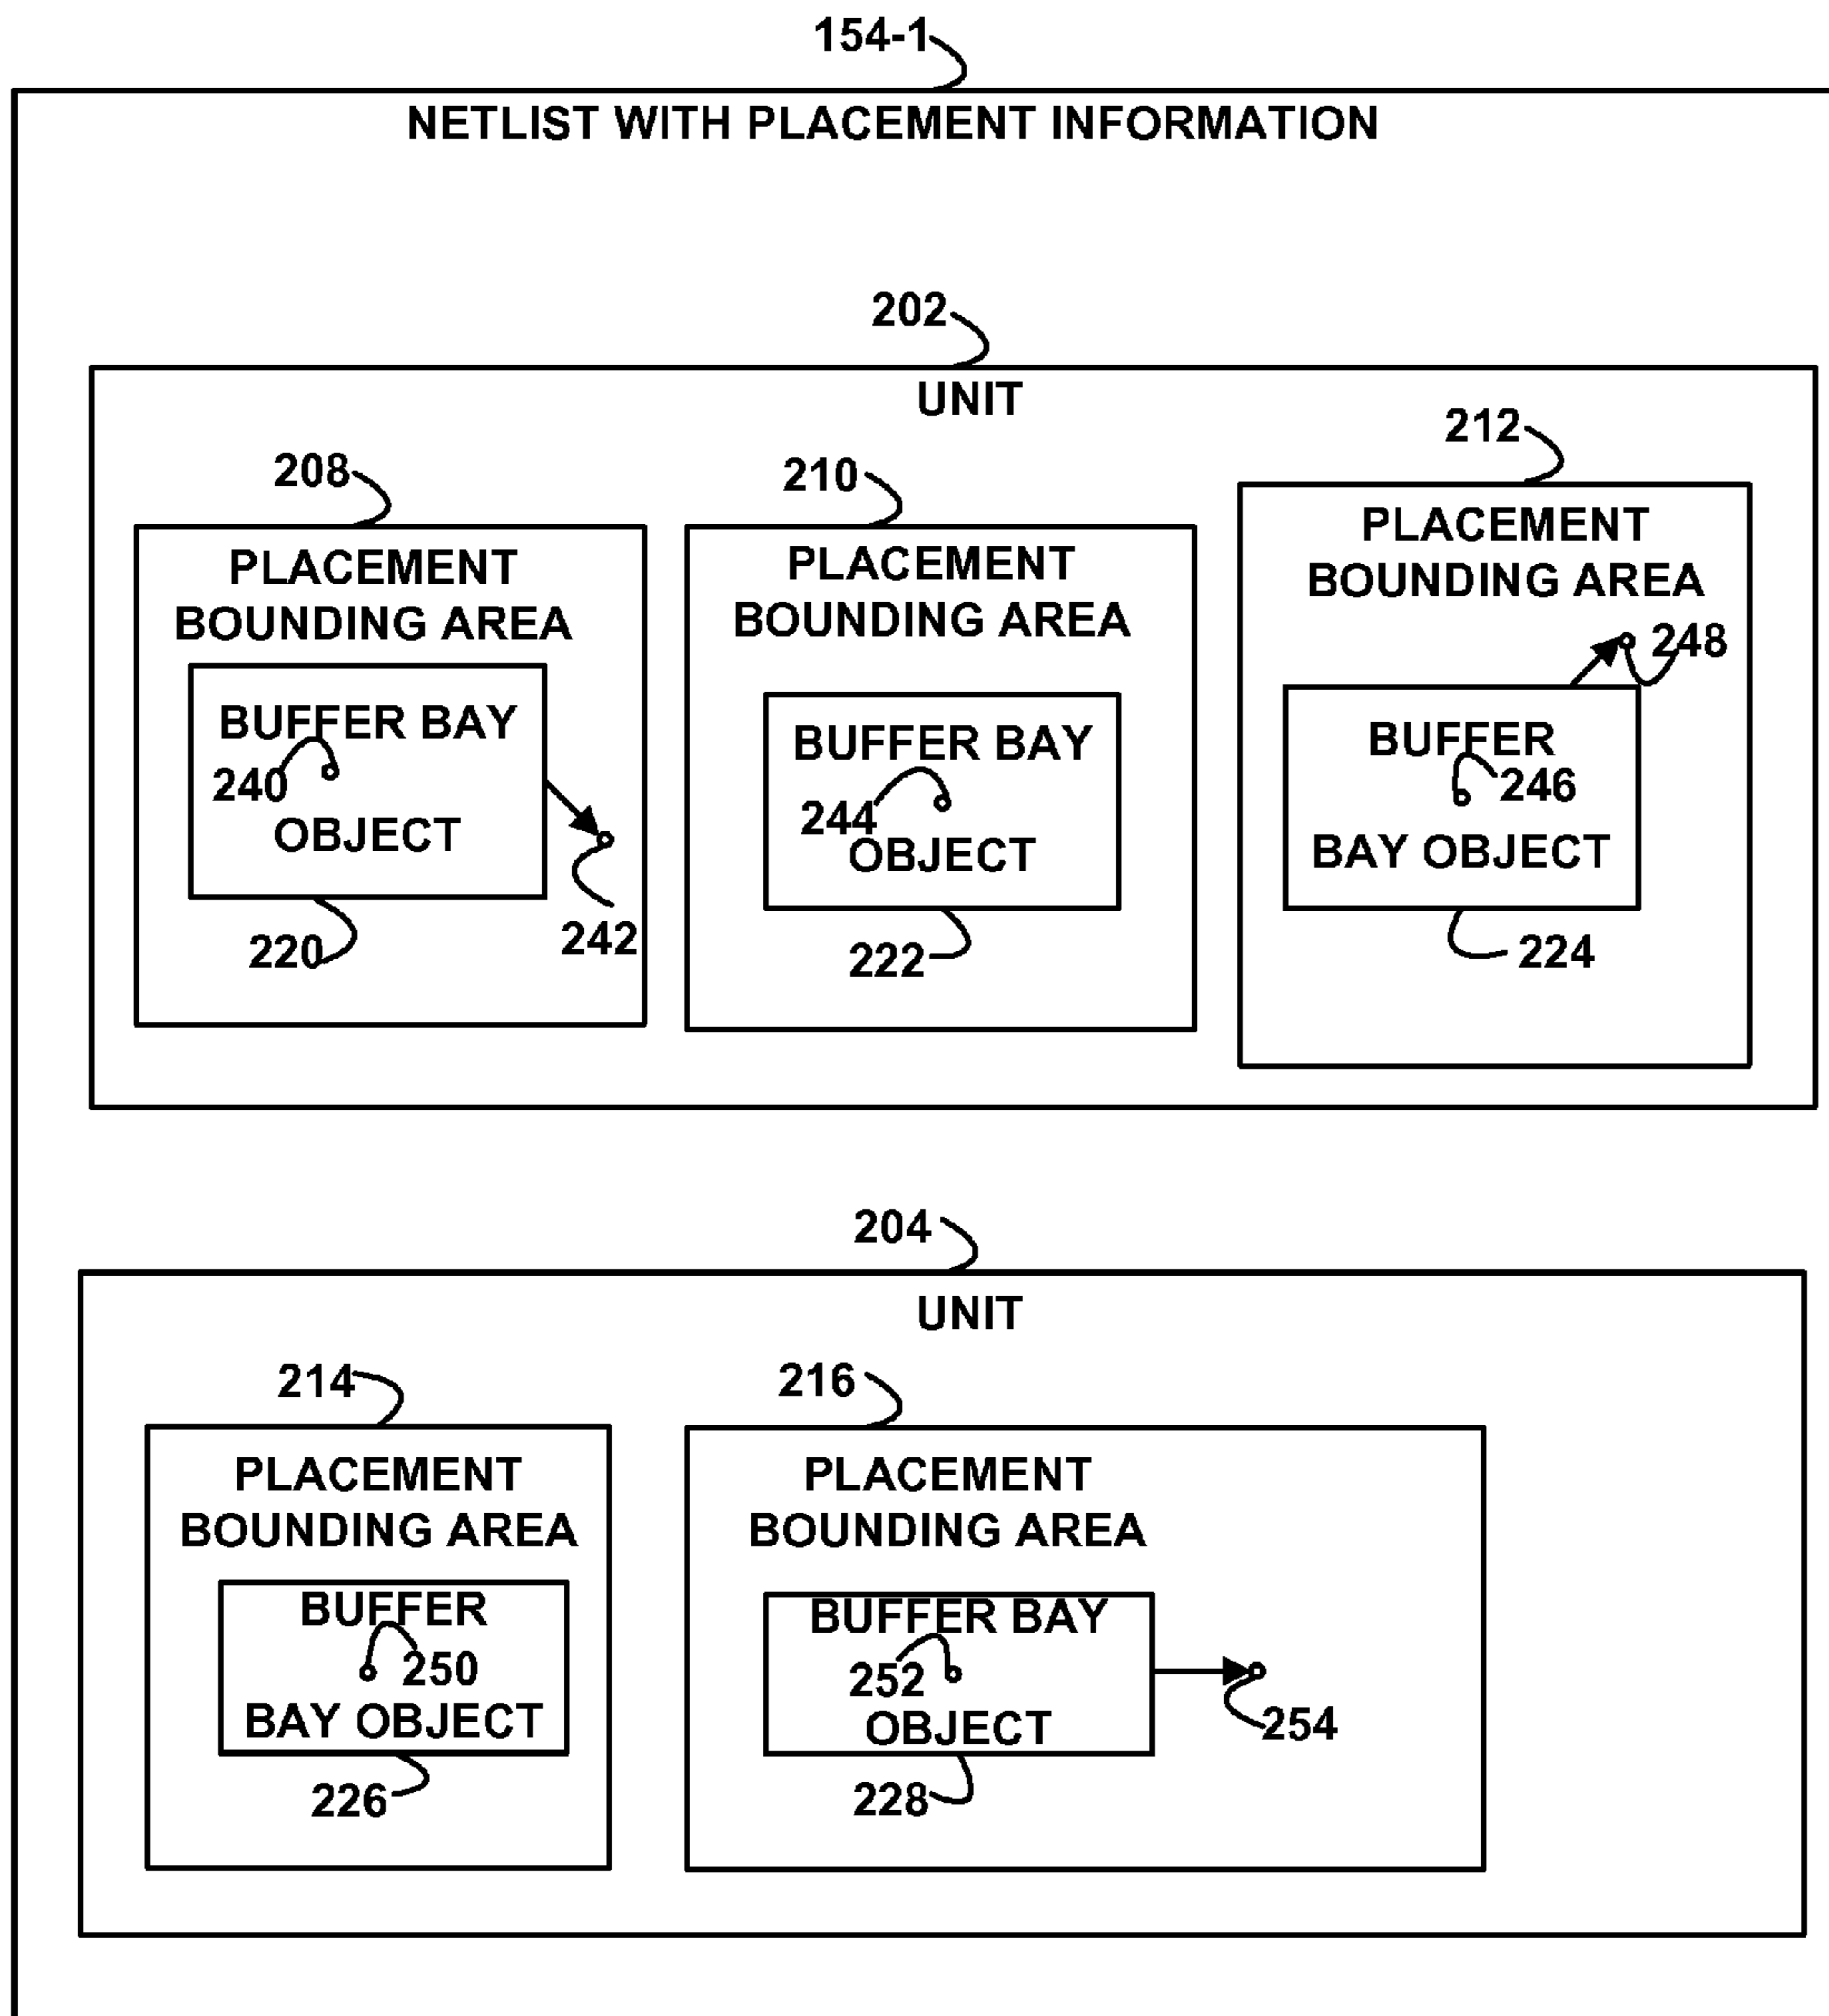 154-1
NETLIST WITH PLACEMENT INFORMATION
202
UNIT
208
PLACEMENT
BOUNDING AREA
BUFFER BAY
240
OBJECT
220
242
210
PLACEMENT
BOUNDING AREA
BUFFER BAY
244
OBJECT
222
212
PLACEMENT
BOUNDING AREA
248
BUFFER
246
BAY OBJECT
224
204
UNIT
214
PLACEMENT
BOUNDING AREA
BUFFER
250
BAY OBJECT
226
216
PLACEMENT
BOUNDING AREA
BUFFER BAY
252
OBJECT
254
228